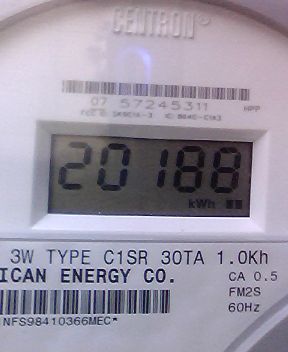 CENTRON®
07 57245311 HPP
20188
kWh
3W TYPE C1SR 30TA 1.0Kh
ICAN ENERGY CO.
CA 0.5
FM2S
60Hz
NFS98410366MEC*